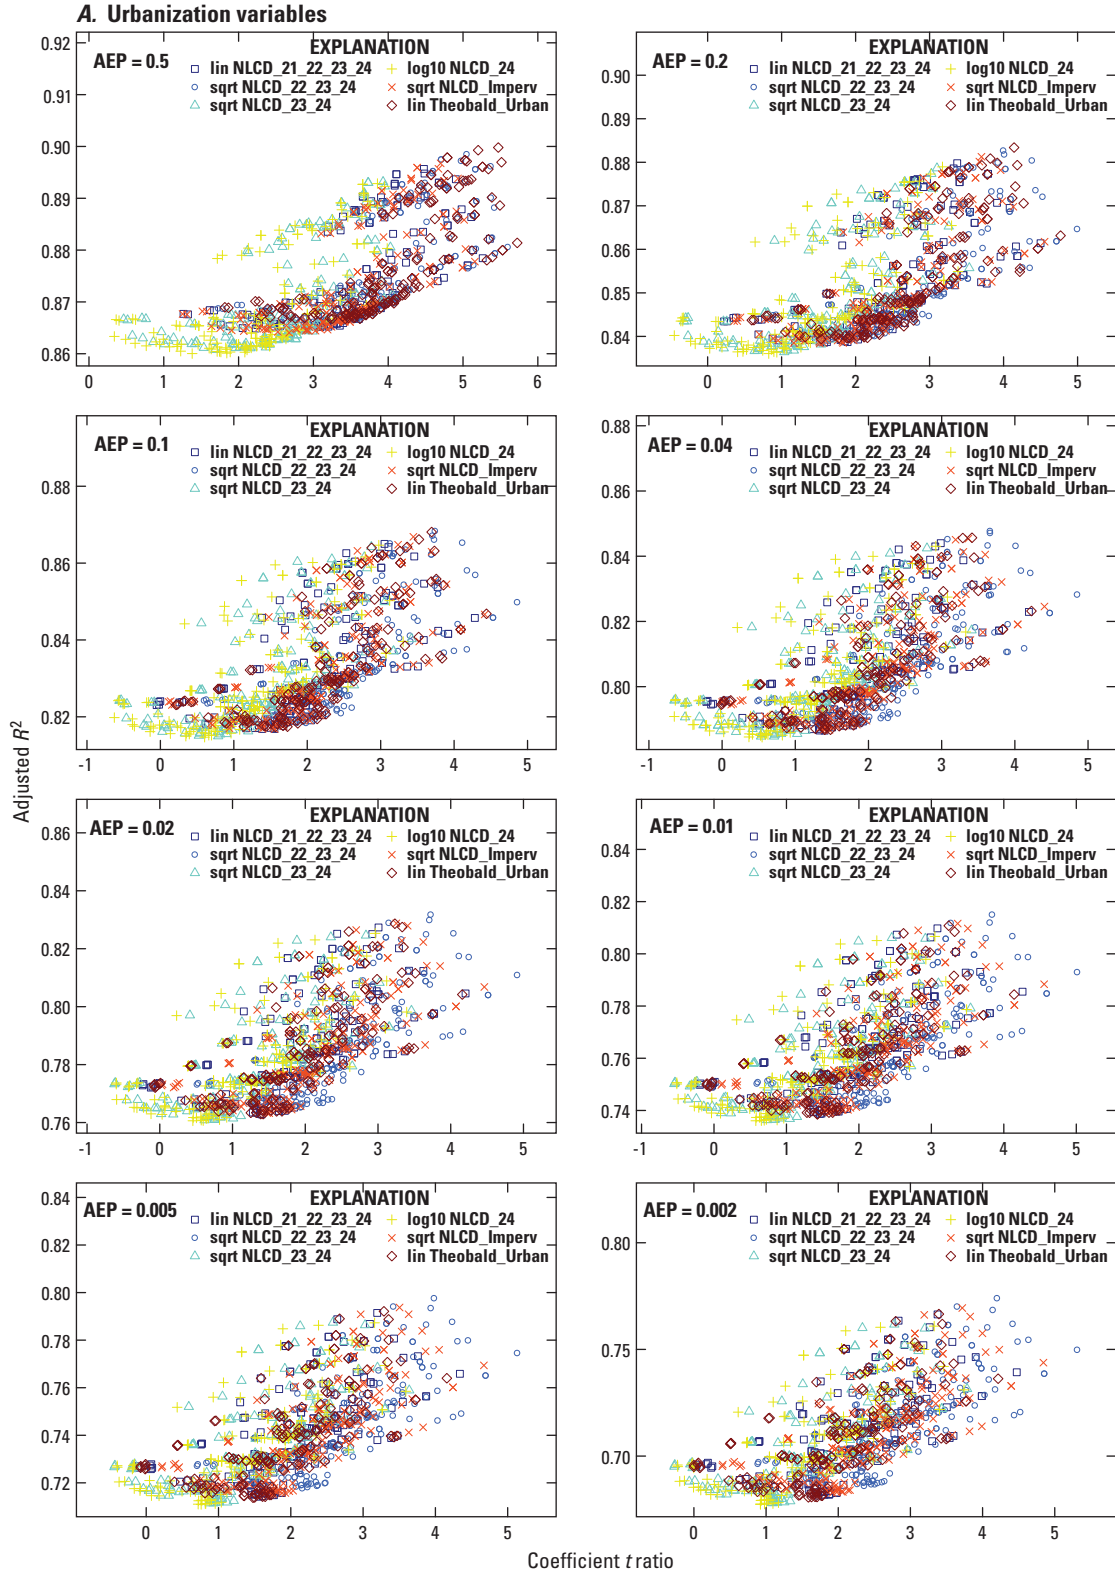 A. Urbanization variables
AEP = 0.5
EXPLANATION
lin NLCD_21_22_23_24
log10 NLCD_24
sqrt NLCD_22_23_24
sqrt NLCD_Imperv
sqrt NLCD_23_24
lin Theobald_Urban
0.92
0.91
0.90
0.89
0.88
0.87
0.86
0 1 2 3 4 5 6
AEP = 0.2
EXPLANATION
lin NLCD_21_22_23_24
log10 NLCD_24
sqrt NLCD_22_23_24
sqrt NLCD_Imperv
sqrt NLCD_23_24
lin Theobald_Urban
0.90
0.89
0.88
0.87
0.86
0.85
0.84
0 1 2 3 4 5
AEP = 0.1
EXPLANATION
lin NLCD_21_22_23_24
log10 NLCD_24
sqrt NLCD_22_23_24
sqrt NLCD_Imperv
sqrt NLCD_23_24
lin Theobald_Urban
0.88
0.86
0.84
0.82
-1 0 1 2 3 4 5
AEP = 0.04
EXPLANATION
lin NLCD_21_22_23_24
log10 NLCD_24
sqrt NLCD_22_23_24
sqrt NLCD_Imperv
sqrt NLCD_23_24
lin Theobald_Urban
0.88
0.86
0.84
0.82
0.80
-1 0 1 2 3 4 5
Adjusted R2
AEP = 0.02
EXPLANATION
lin NLCD_21_22_23_24
log10 NLCD_24
sqrt NLCD_22_23_24
sqrt NLCD_Imperv
sqrt NLCD_23_24
lin Theobald_Urban
0.86
0.84
0.82
0.80
0.78
0.76
-1 0 1 2 3 4 5
AEP = 0.01
EXPLANATION
lin NLCD_21_22_23_24
log10 NLCD_24
sqrt NLCD_22_23_24
sqrt NLCD_Imperv
sqrt NLCD_23_24
lin Theobald_Urban
0.84
0.82
0.80
0.78
0.76
0.74
-1 0 1 2 3 4 5
AEP = 0.005
EXPLANATION
lin NLCD_21_22_23_24
log10 NLCD_24
sqrt NLCD_22_23_24
sqrt NLCD_Imperv
sqrt NLCD_23_24
lin Theobald_Urban
0.84
0.82
0.80
0.78
0.76
0.74
0.72
0 1 2 3 4 5
AEP = 0.002
EXPLANATION
lin NLCD_21_22_23_24
log10 NLCD_24
sqrt NLCD_22_23_24
sqrt NLCD_Imperv
sqrt NLCD_23_24
lin Theobald_Urban
0.80
0.75
0.70
0 1 2 3 4 5
Coefficient t ratio